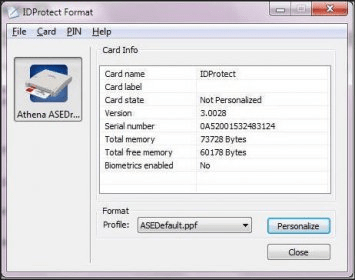 IDProtect Format
File Card PIN Help
Athena ASEDr...
Card Info
Card name IDProtect
Card label
Card state Not Personalized
Version 3.0028
Serial number 0A52001532483124
Total memory 73728 Bytes
Total free memory 60178 Bytes
Biometrics enabled No
Format
Profile: ASEDefault.ppf Personalize
Close